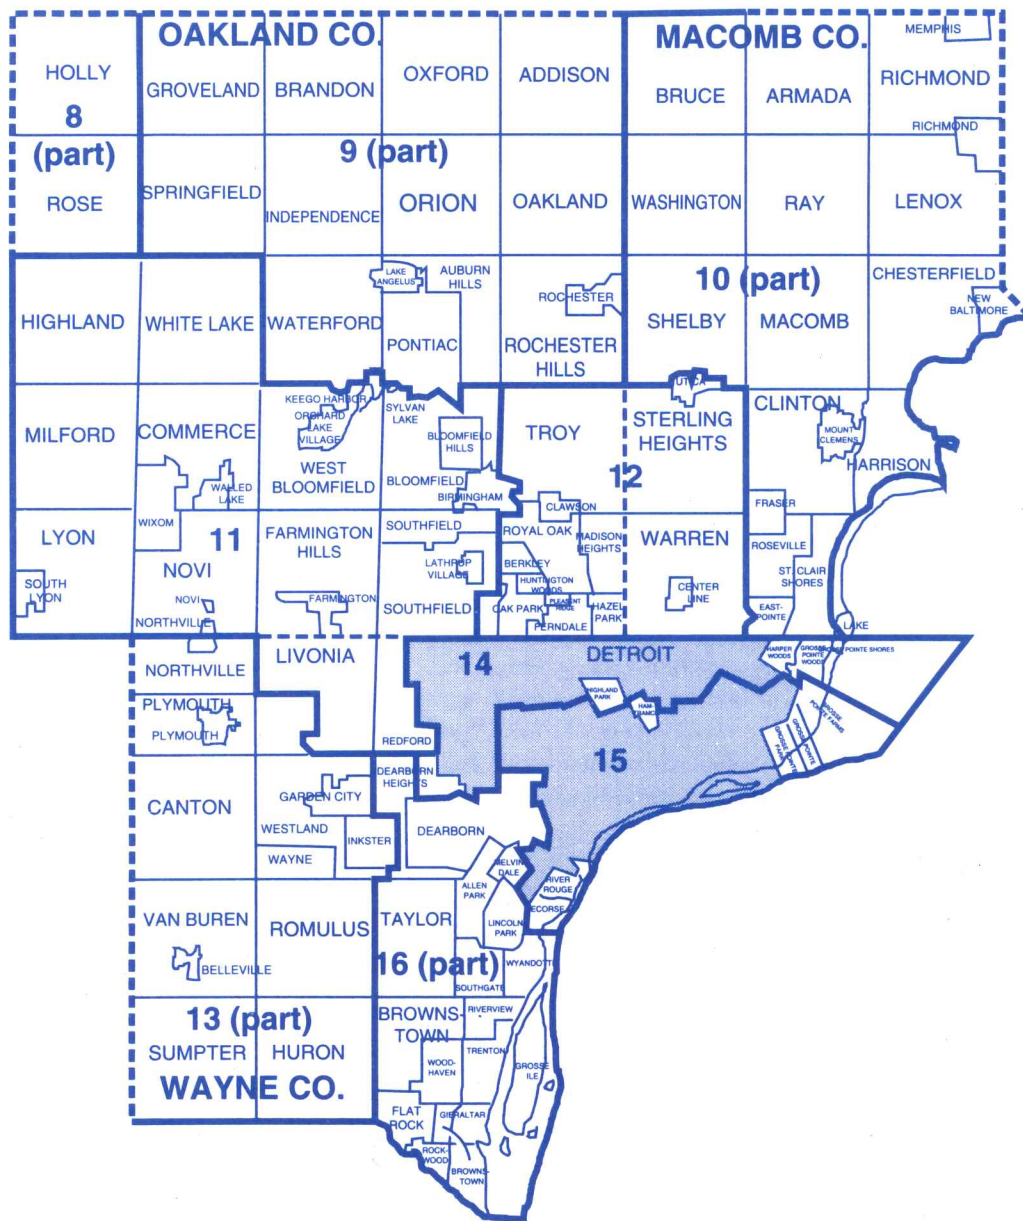 OAKLAND CO.
MACOMB CO.
MEMPHIS
HOLLY
GROVELAND
BRANDON
OXFORD
ADDISON
BRUCE
ARMADA
RICHMOND
8
(part)
9 (part)
RICHMOND
ROSE
SPRINGFIELD
INDEPENDENCE
ORION
OAKLAND
WASHINGTON
RAY
LENOX
LAKE
ANGELUS
AUBURN
HILLS
10 (part)
CHESTERFIELD
ROCHESTER
NEW
BALTIMORE
HIGHLAND
WHITE LAKE
WATERFORD
PONTIAC
ROCHESTER
HILLS
SHELBY
MACOMB
UTICA
KEEGO HARBOR
ORCHARD
LAKE
VILLAGE
SYLVAN
LAKE
MILFORD
COMMERCE
BLOOMFIELD
HILLS
TROY
STERLING
HEIGHTS
CLINTON
MOUNT
CLEMENS
HARRISON
WEST
BLOOMFIELD
BLOOMFIELD
12
WALLED
LAKE
BIRMINGHAM
CLAWSON
FRASER
WIXOM
LYON
11
FARMINGTON
HILLS
SOUTHFIELD
ROYAL OAK
MADISON
HEIGHTS
WARREN
ROSEVILLE
NOVI
LATHRUP
VILLAGE
BERKLEY
HUNTINGTON
WOODS
ST. CLAIR
SHORES
SOUTH
LYON
NOVI
FARMINGTON
SOUTHFIELD
OAK PARK
PLEASANT
RIDGE
HAZEL
PARK
CENTER
LINE
EAST-
POINTE
NORTHVILLE
FERNDALE
LAKE
NORTHVILLE
LIVONIA
14
DETROIT
HARPER
WOODS
GROSSE
POINTE
WOODS
GROSSE POINTE SHORES
PLYMOUTH
PLYMOUTH
HIGHLAND
PARK
HAM-
TRAMCK
GROSSE
POINTE FARMS
REDFORD
15
GROSSE POINTE
PARK
GROSSE POINTE
CANTON
GARDEN CITY
DEARBORN
HEIGHTS
WESTLAND
INKSTER
DEARBORN
WAYNE
MELVIN
DALE
ALLEN
PARK
RIVER
ROUGE
ECORSE
VAN BUREN
ROMULUS
TAYLOR
LINCOLN
PARK
BELLEVILLE
16 (part)
WYANDOTTE
SOUTHGATE
13 (part)
BROWNS-
TOWN
RIVERVIEW
SUMPTER
HURON
TRENTON
WOOD-
HAVEN
GROSSE
ILE
WAYNE CO.
FLAT
ROCK
GIBRALTAR
ROCK-
WOOD
BROWNS-
TOWN